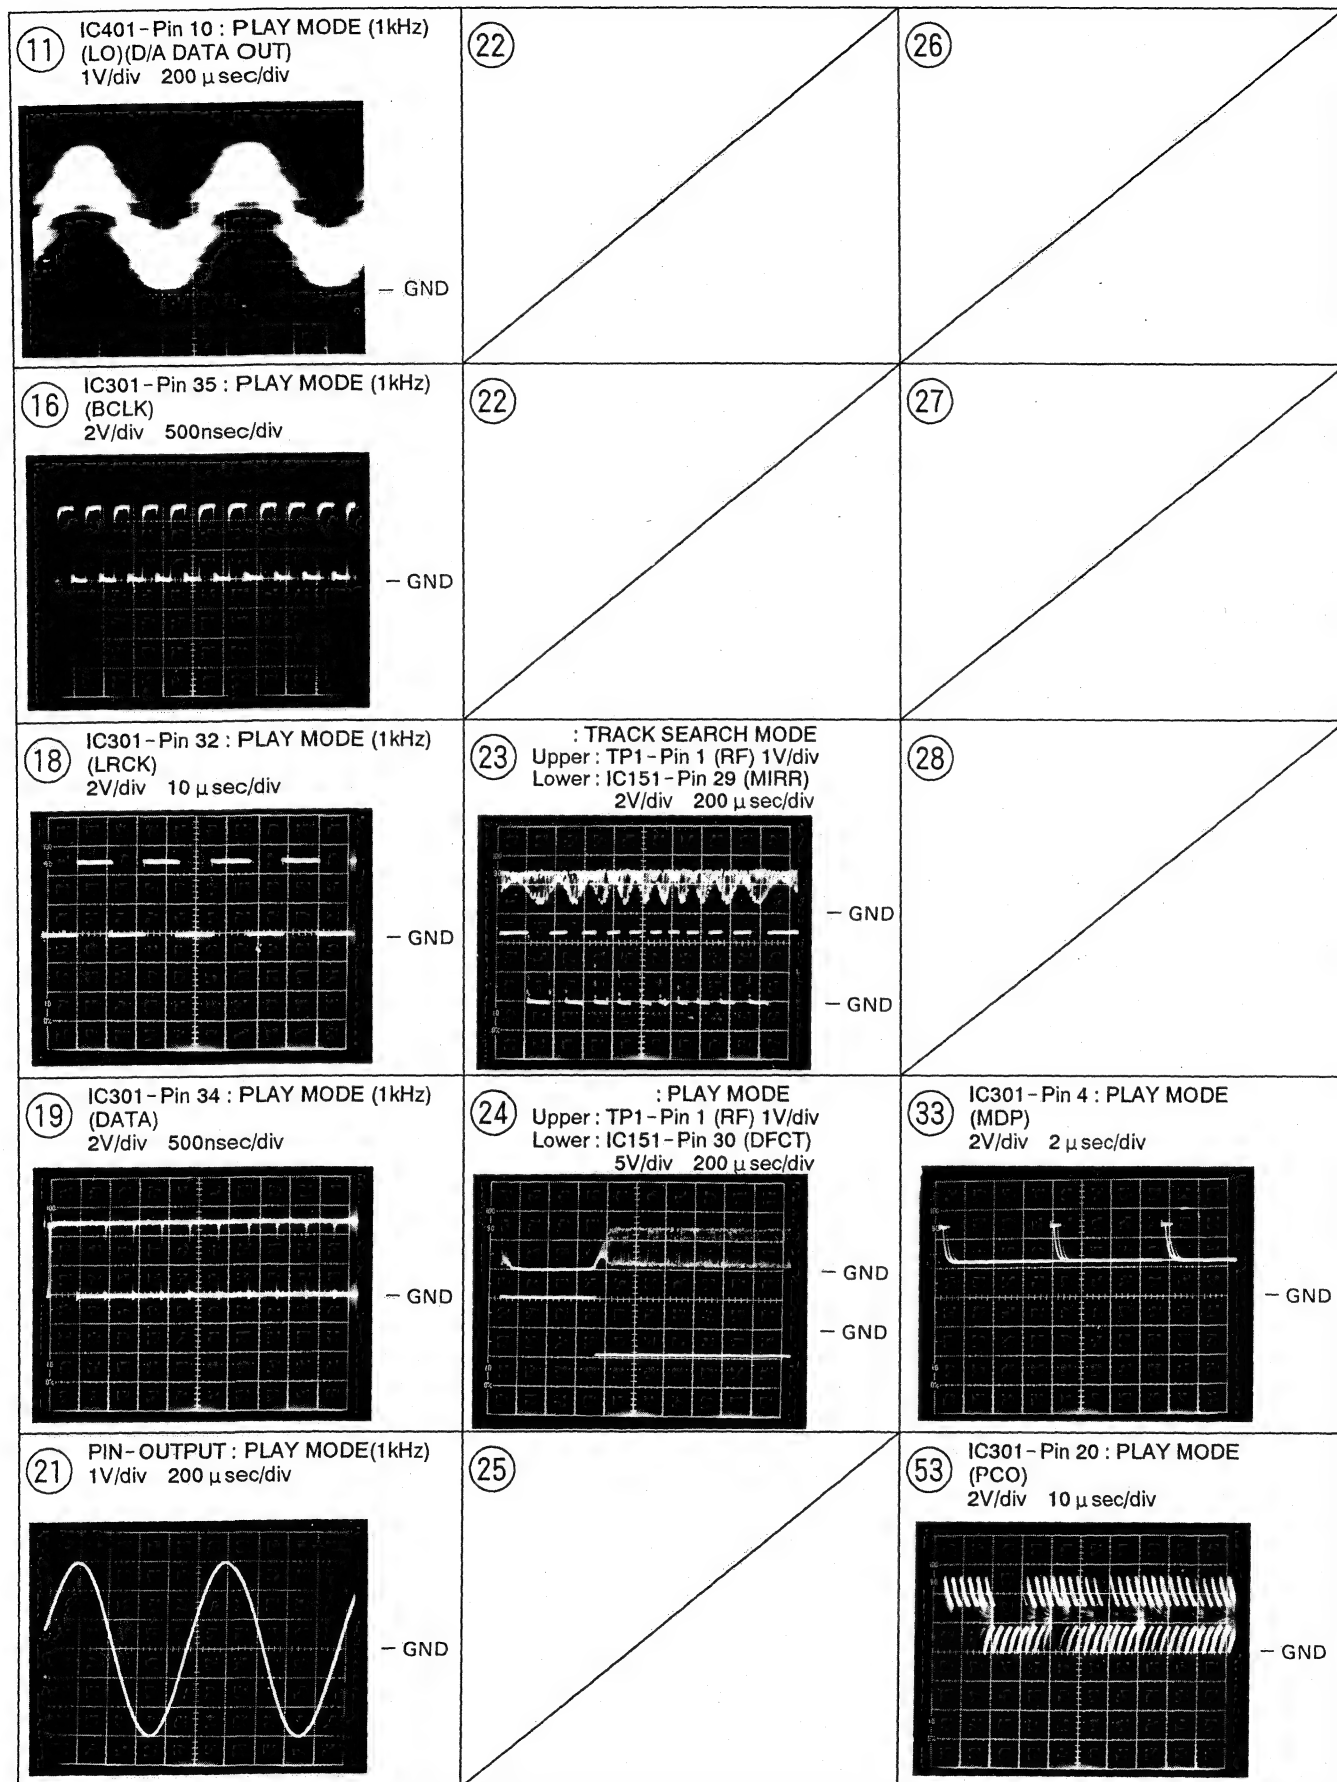 11
IC401-Pin 10 : PLAY MODE (1kHz)
(LO)(D/A DATA OUT)
1V/div 200 μ sec/div
— GND
22
26
16
IC301-Pin 35 : PLAY MODE (1kHz)
(BCLK)
2V/div 500nsec/div
— GND
22
27
18
IC301-Pin 32 : PLAY MODE (1kHz)
(LRCK)
2V/div 10 μ sec/div
— GND
23
: TRACK SEARCH MODE
Upper : TP1-Pin 1 (RF) 1V/div
Lower : IC151-Pin 29 (MIRR)
2V/div 200 μ sec/div
— GND
— GND
28
19
IC301-Pin 34 : PLAY MODE (1kHz)
(DATA)
2V/div 500nsec/div
— GND
24
: PLAY MODE
Upper : TP1-Pin 1 (RF) 1V/div
Lower : IC151-Pin 30 (DFCT)
5V/div 200 μ sec/div
— GND
— GND
33
IC301-Pin 4 : PLAY MODE
(MDP)
2V/div 2 μ sec/div
— GND
21
PIN-OUTPUT : PLAY MODE(1kHz)
1V/div 200 μ sec/div
— GND
25
53
IC301-Pin 20 : PLAY MODE
(PCO)
2V/div 10 μ sec/div
— GND